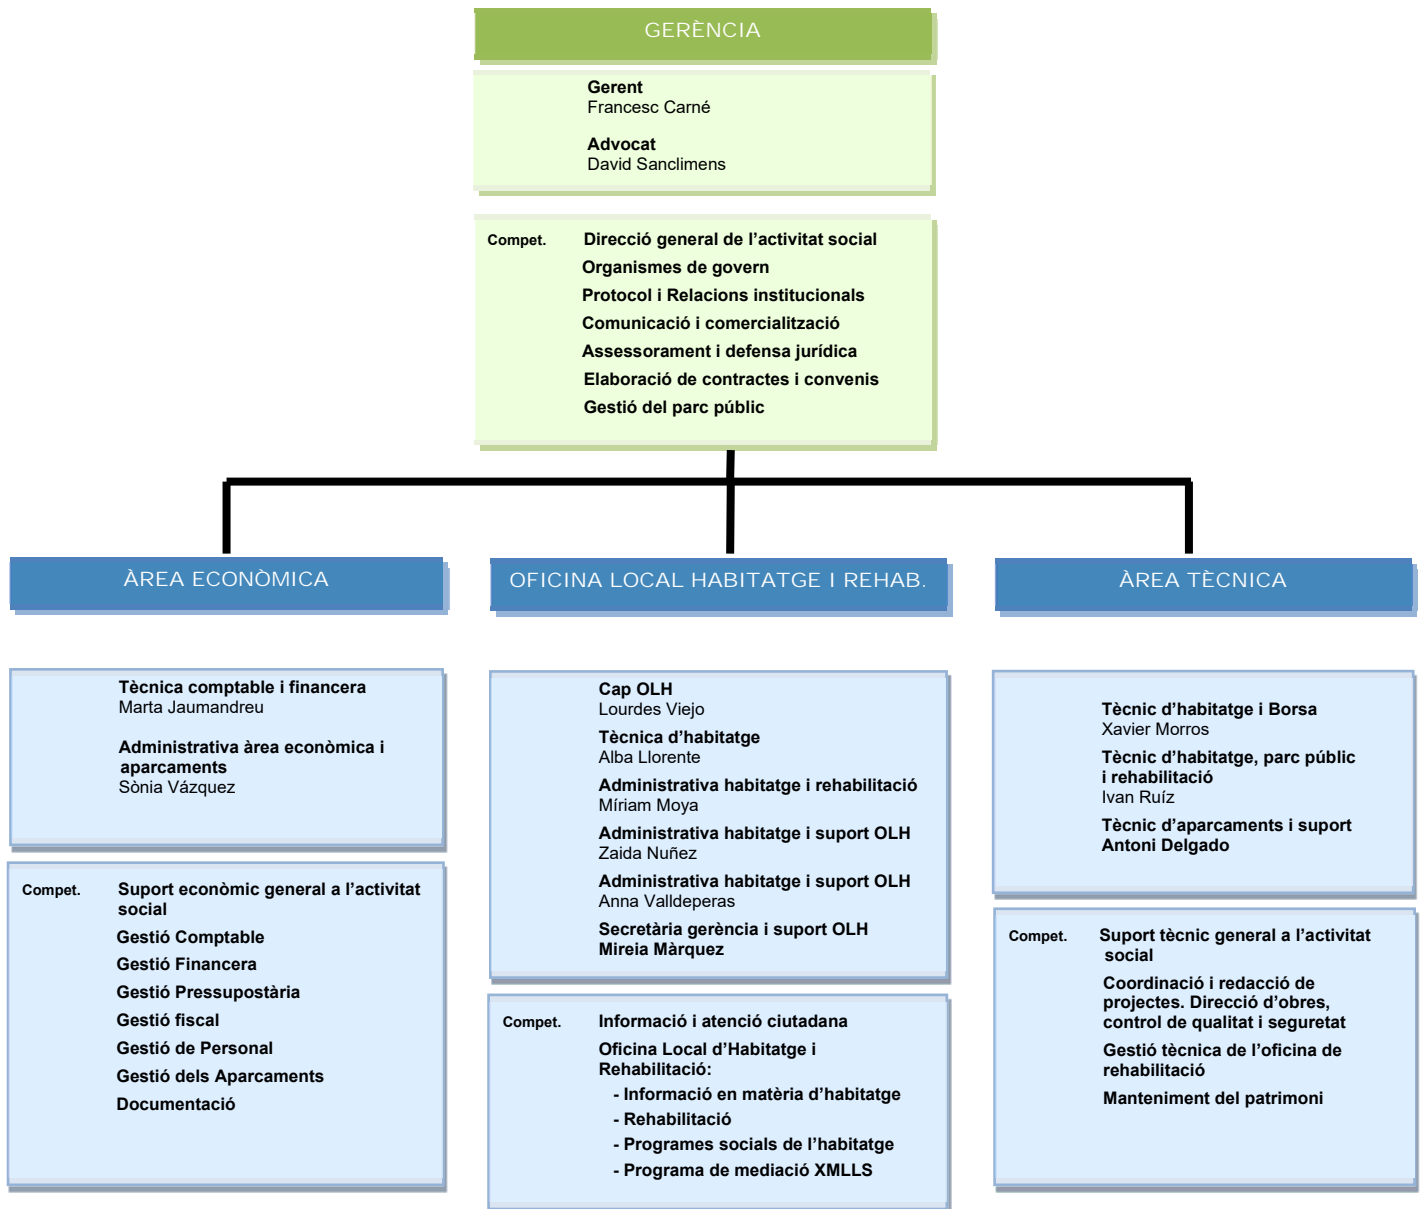 GERÈNCIA
Gerent
Francesc Carné
Advocat
David Sanclimens
Compet.
Direcció general de l’activitat social
Organismes de govern
Protocol i Relacions institucionals
Comunicació i comercialització
Assessorament i defensa jurídica
Elaboració de contractes i convenis
Gestió del parc públic
ÀREA ECONÒMICA
Tècnica comptable i financera
Marta Jaumandreu
Administrativa àrea econòmica i
aparcaments
Sònia Vázquez
Compet.
Suport econòmic general a l’activitat
social
Gestió Comptable
Gestió Financera
Gestió Pressupostària
Gestió fiscal
Gestió de Personal
Gestió dels Aparcaments
Documentació
OFICINA LOCAL HABITATGE I REHAB.
Cap OLH
Lourdes Viejo
Tècnica d’habitatge
Alba Llorente
Administrativa habitatge i rehabilitació
Míriam Moya
Administrativa habitatge i suport OLH
Zaida Nuñez
Administrativa habitatge i suport OLH
Anna Valldeperas
Secretària gerència i suport OLH
Mireia Màrquez
Compet.
Informació i atenció ciutadana
Oficina Local d’Habitatge i
Rehabilitació:
- Informació en matèria d’habitatge
- Rehabilitació
- Programes socials de l’habitatge
- Programa de mediació XMLLS
ÀREA TÈCNICA
Tècnic d’habitatge i Borsa
Xavier Morros
Tècnic d’habitatge, parc públic
i rehabilitació
Ivan Ruíz
Tècnic d’aparcaments i suport
Antoni Delgado
Compet.
Suport tècnic general a l’activitat
social
Coordinació i redacció de
projectes. Direcció d’obres,
control de qualitat i seguretat
Gestió tècnica de l’oficina de
rehabilitació
Manteniment del patrimoni